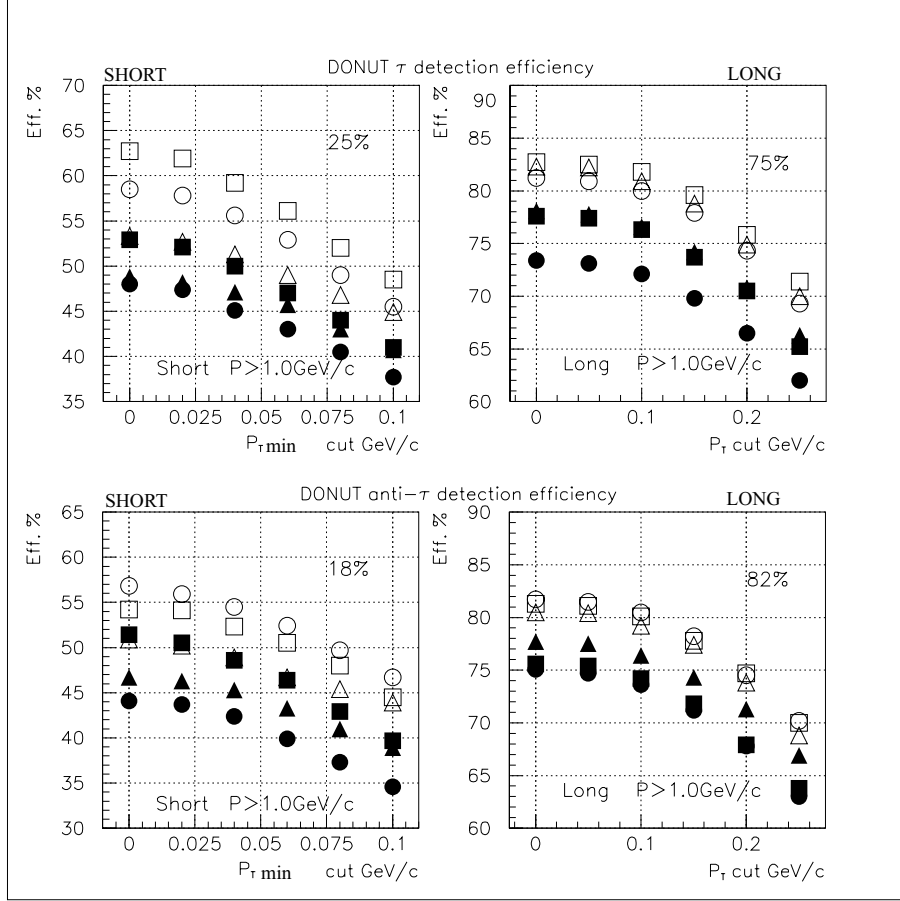 DONUT τ detection efficiency
SHORT
LONG
Eff. %
70
65
60
55
50
45
40
35
25%
Short P>1.0GeV/c
0 0.025 0.05 0.075 0.1
PT min cut GeV/c
Eff. %
90
85
80
75
70
65
60
75%
Long P>1.0GeV/c
0 0.1 0.2
PT cut GeV/c
DONUT anti-τ detection efficiency
SHORT
LONG
Eff. %
65
60
55
50
45
40
35
30
18%
Short P>1.0GeV/c
0 0.025 0.05 0.075 0.1
PT min cut GeV/c
Eff. %
90
85
80
75
70
65
60
82%
Long P>1.0GeV/c
0 0.1 0.2
PT cut GeV/c